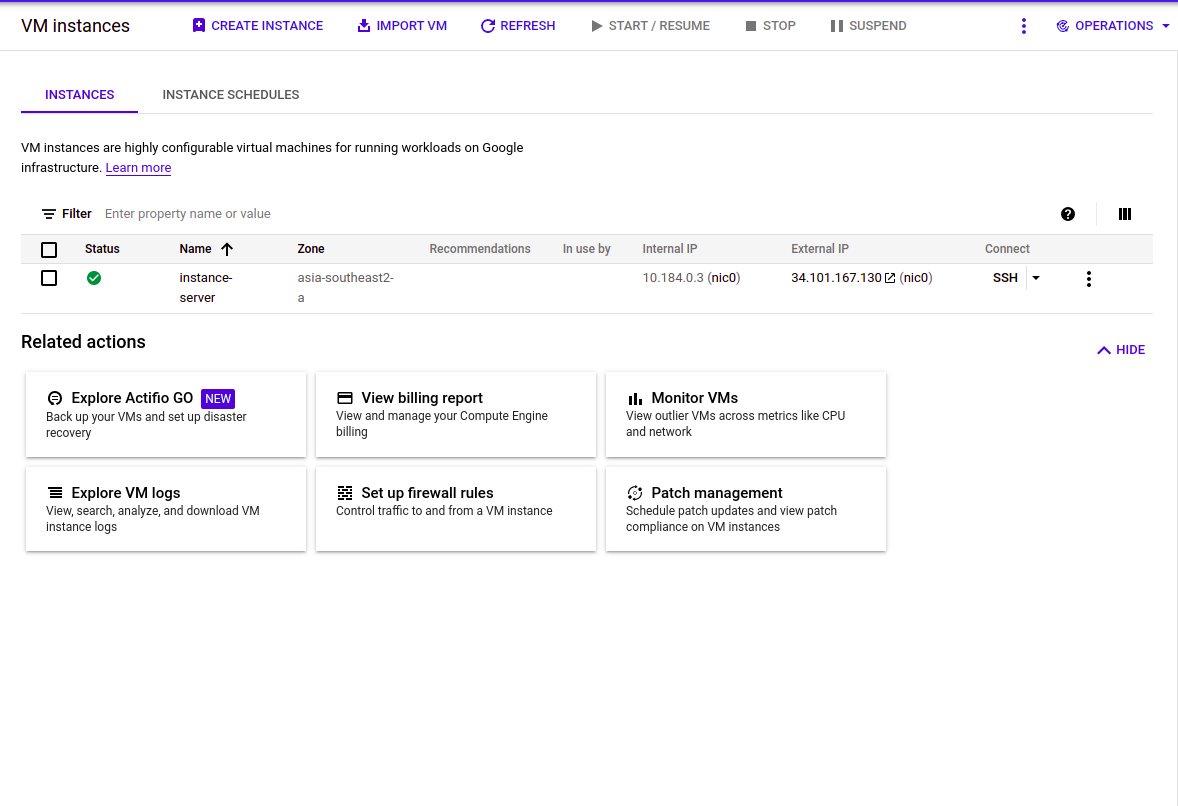 VM instances CREATE INSTANCE IMPORT VM REFRESH START / RESUME STOP SUSPEND OPERATIONS
INSTANCES INSTANCE SCHEDULES
VM instances are highly configurable virtual machines for running workloads on Google
infrastructure. Learn more
Filter Enter property name or value
Status Name Zone Recommendations In use by Internal IP External IP Connect
instance- asia-southeast2- 10.184.0.3 (nic0) 34.101.167.130 (nic0) SSH
server a
Related actions
HIDE
Explore Actifio GO NEW
Back up your VMs and set up disaster
recovery
View billing report
View and manage your Compute Engine
billing
Monitor VMs
View outlier VMs across metrics like CPU
and network
Explore VM logs
View, search, analyze, and download VM
instance logs
Set up firewall rules
Control traffic to and from a VM instance
Patch management
Schedule patch updates and view patch
compliance on VM instances